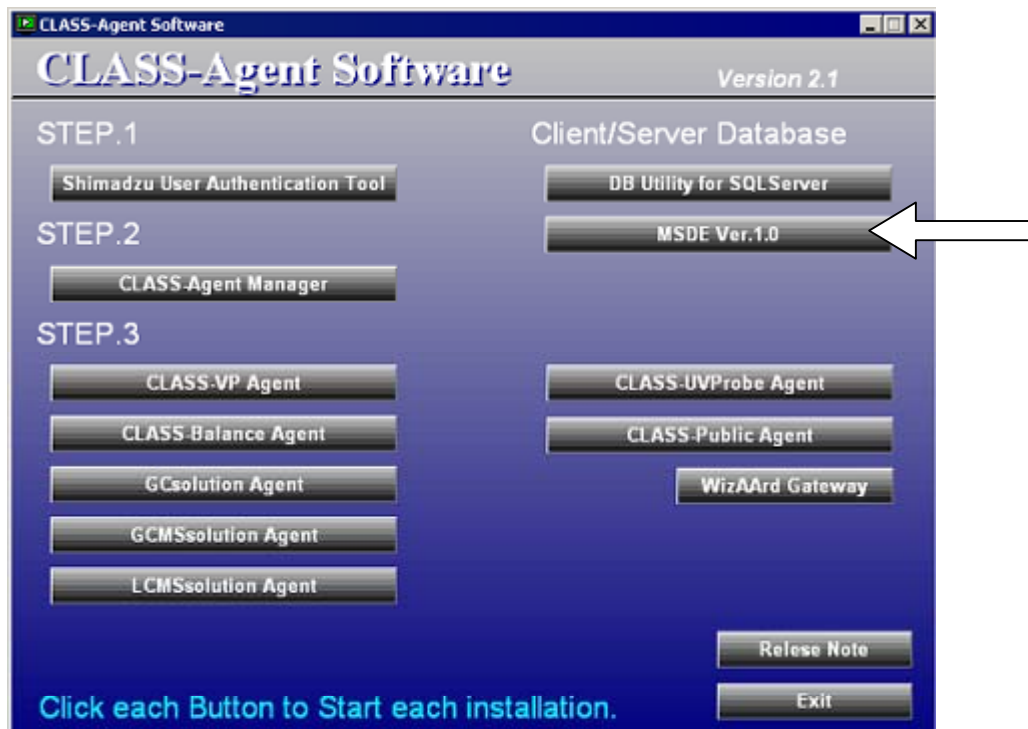 CLASS-Agent Software
CLASS-Agent Software
Version 2.1
STEP.1
Shimadzu User Authentication Tool
STEP.2
CLASS-Agent Manager
STEP.3
CLASS-VP Agent
CLASS-Balance Agent
GCsolution Agent
GCMSsolution Agent
LCMSsolution Agent
Client/Server Database
DB Utility for SQLServer
MSDE Ver.1.0
CLASS-UVProbe Agent
CLASS-Public Agent
WizAArd Gateway
Relese Note
Exit
Click each Button to Start each installation.